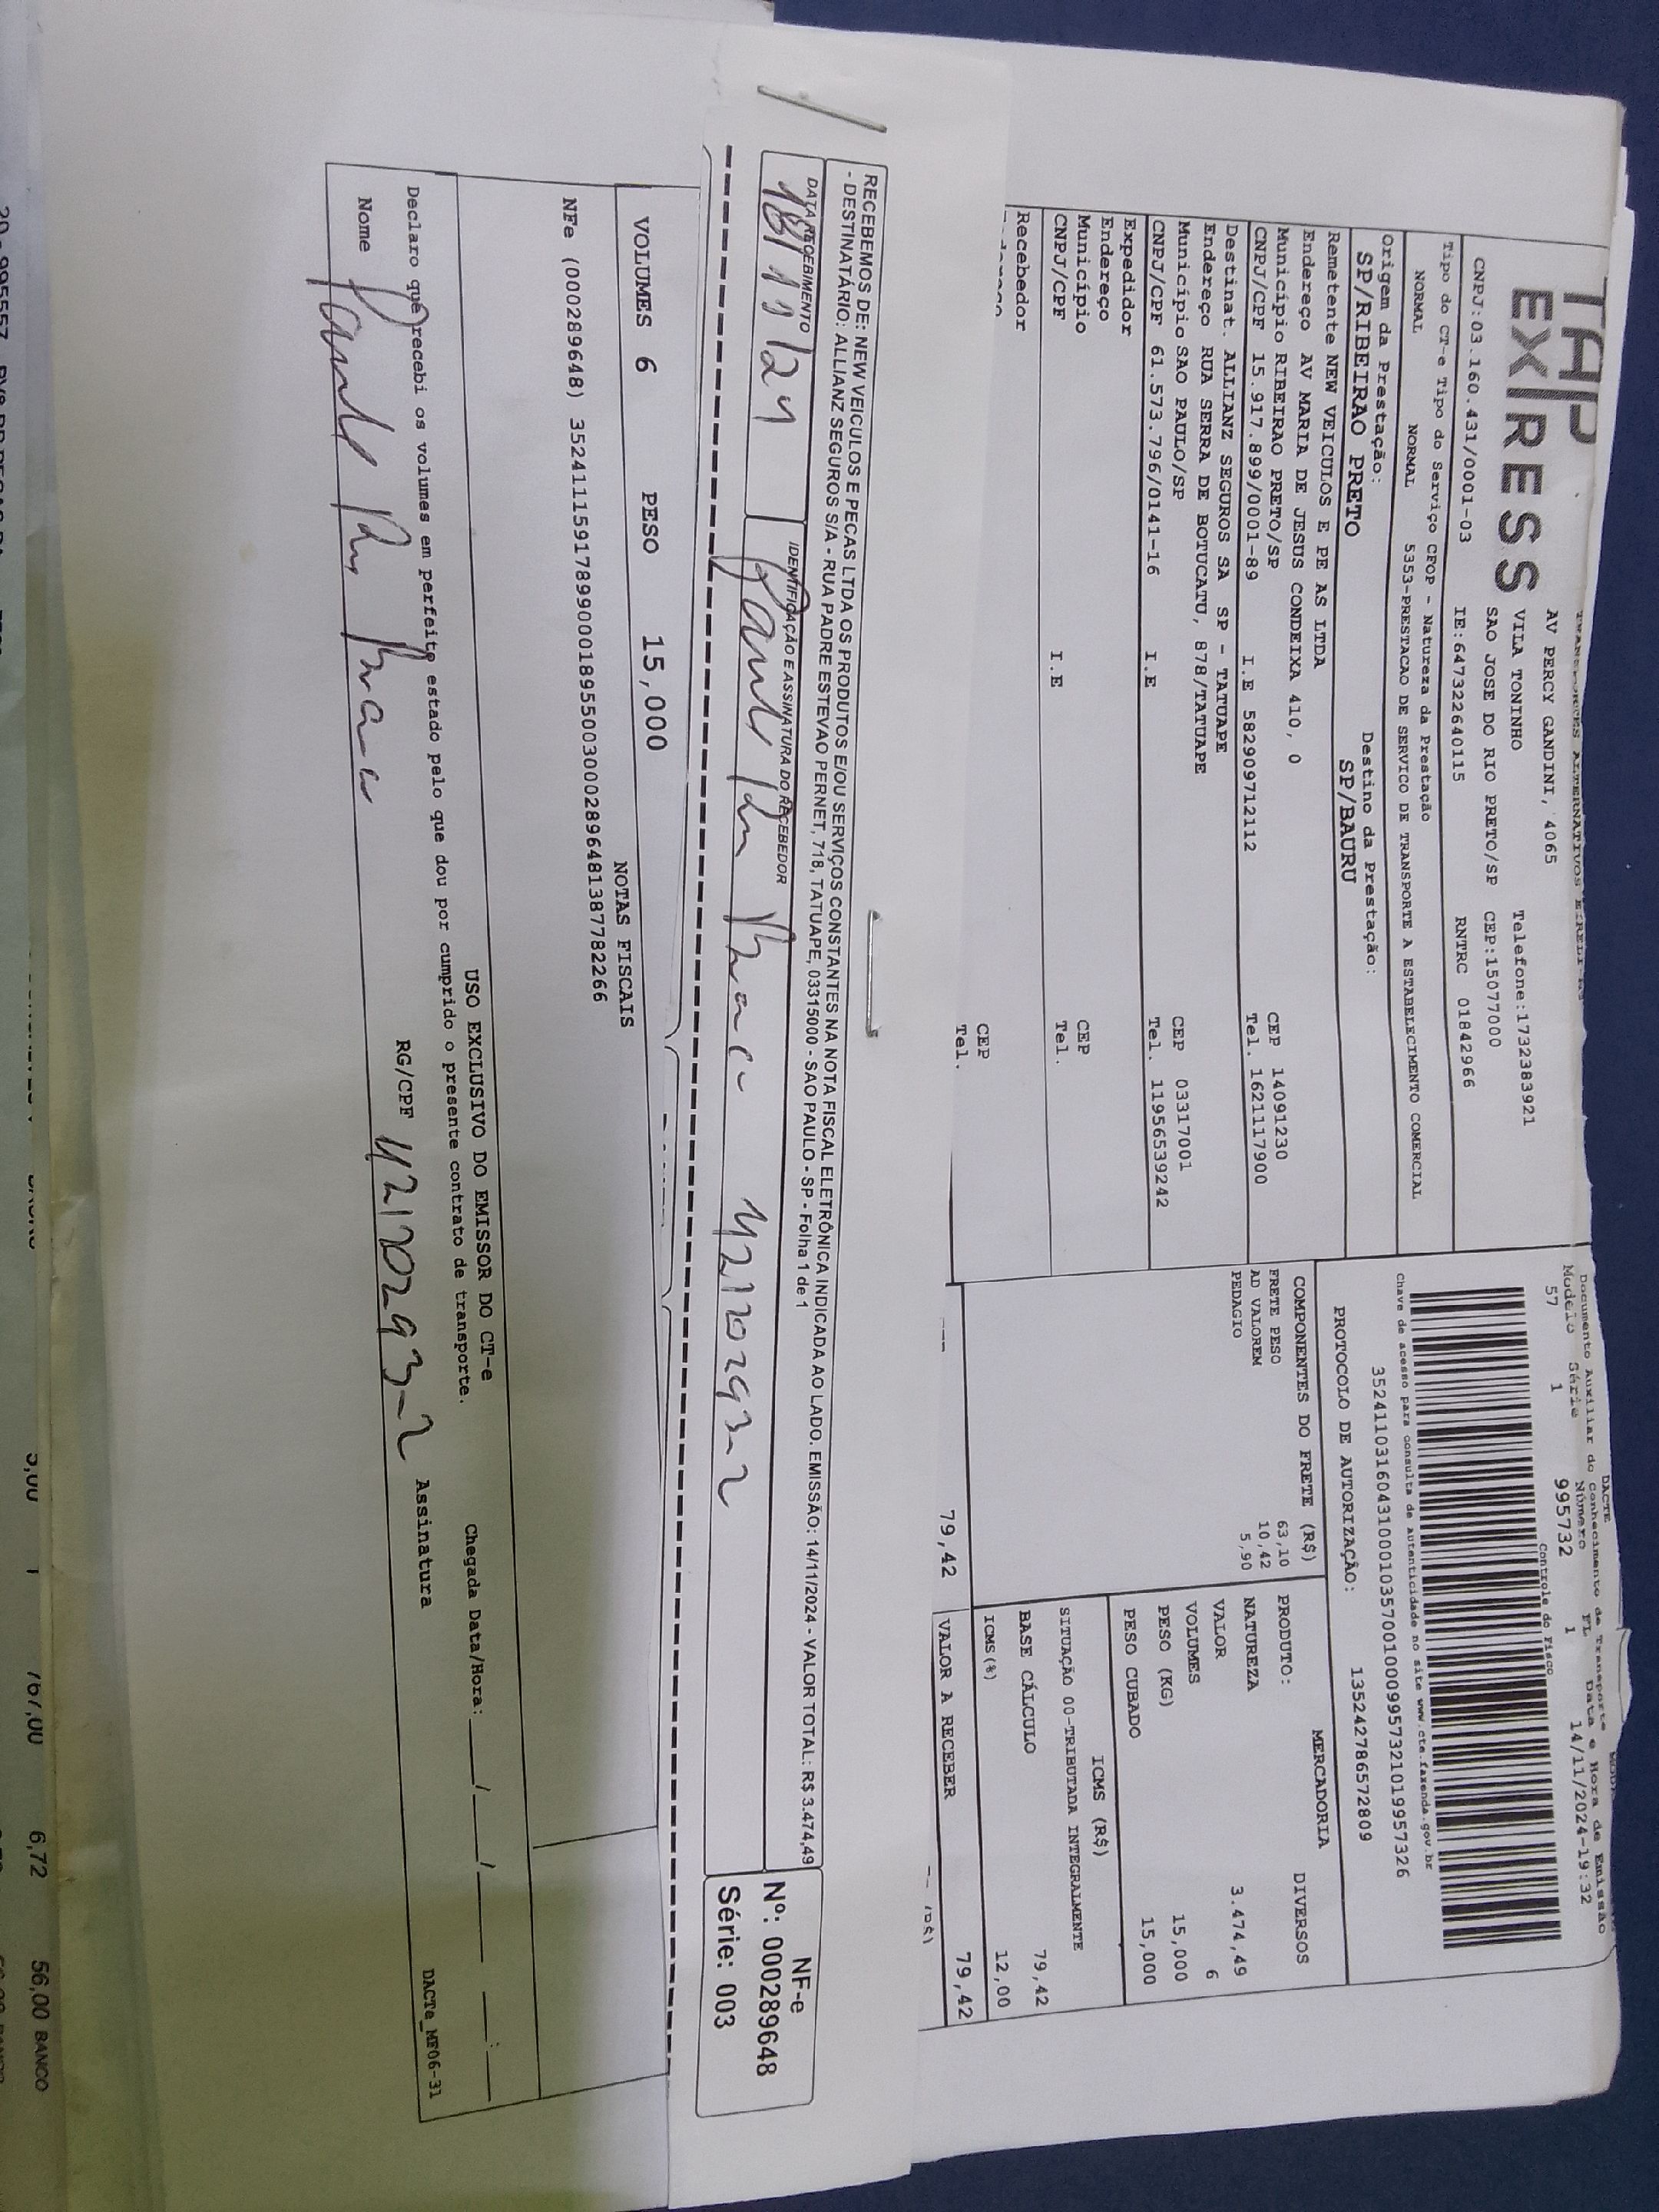 TAP
EXPRESS
AV PERCY GANDINI, 4065
VILA TONINHO
Telefone:1732383921
SAO JOSE DO RIO PRETO/SP CEP:15077000
CNPJ:03.160.431/0001-03 IE:647322640115 RNTRC 01842966
Tipo do CT-e Tipo do Serviço CFOP - Natureza da Prestação
NORMAL NORMAL 5353-PRESTACAO DE SERVICO DE TRANSPORTE A ESTABELECIMENTO COMERCIAL
Origem da Prestação: Destino da Prestação:
SP/RIBEIRAO PRETO SP/BAURU
Remetente NEW VEICULOS E PE AS LTDA
Endereço AV MARIA DE JESUS CONDEIXA 410, 0
Município RIBEIRAO PRETO/SP CEP 14091230
CNPJ/CPF 15.917.899/0001-89 I.E 582909712112 Tel. 1621117900
Destinat. ALLIANZ SEGUROS SA SP - TATUAPE
Endereço RUA SERRA DE BOTUCATU, 878/TATUAPE
Município SAO PAULO/SP CEP 03317001
CNPJ/CPF 61.573.796/0141-16 I.E Tel. 11956539242
Expedidor
Endereço
Município CEP
CNPJ/CPF I.E Tel.
Recebedor
CEP
Tel.
DACTE
Documento Auxiliar do Conhecimento de Transporte
Modelo Série Número FL Data e Hora de Emissão
57 1 995732 1 14/11/2024-19:32
Controle do Fisco
Chave de acesso para consulta de autenticidade no site www.cte.fazenda.gov.br
35241103160431000103570010009957321019957326
PROTOCOLO DE AUTORIZAÇÃO: 135242786572809
COMPONENTES DO FRETE (R$)
FRETE PESO 63,10
AD VALOREM 10,42
PEDAGIO 5,90
79,42
MERCADORIA
PRODUTO: DIVERSOS
NATUREZA
VALOR 3.474,49
VOLUMES 6
PESO (KG) 15,000
PESO CUBADO 15,000
ICMS (R$)
SITUAÇÃO 00-TRIBUTADA INTEGRALMENTE
BASE CÁLCULO 79,42
ICMS(%) 12,00
VALOR A RECEBER 79,42
RECEBEMOS DE: NEW VEICULOS E PECAS LTDA OS PRODUTOS E/OU SERVIÇOS CONSTANTES NA NOTA FISCAL ELETRÔNICA INDICADA AO LADO. EMISSÃO: 14/11/2024 - VALOR TOTAL: R$ 3.474,49
- DESTINATÁRIO: ALLIANZ SEGUROS S/A - RUA PADRE ESTEVAO PERNET, 718, TATUAPE, 03315000 - SAO PAULO - SP - Folha 1 de 1
DATA RECEBIMENTO IDENTIFICAÇÃO E ASSINATURA DO RECEBEDOR
18/11/24 42170293-2
NF-e
Nº: 000289648
Série: 003
VOLUMES 6 PESO 15,000
NOTAS FISCAIS
NFe (000289648) 35241115917899000189550030002896481387782266
USO EXCLUSIVO DO EMISSOR DO CT-e
Declaro que recebi os volumes em perfeito estado pelo que dou por cumprido o presente contrato de transporte. Chegada Data/Hora: ___/___/___ __:__
Nome RG/CPF 42170293-2 Assinatura
DACTe_MF06-31
5,00 1 767,00 6,72 56,00 BANCO